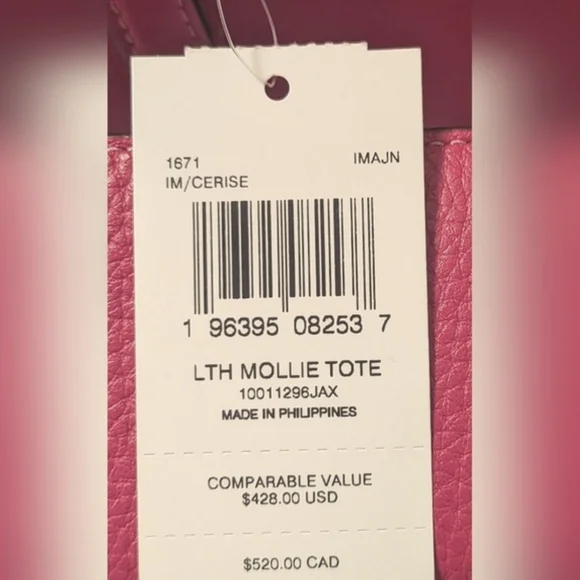 1671 IMAJN
IM/CERISE
1 96395 08253 7
LTH MOLLIE TOTE
10011296JAX
MADE IN PHILIPPINES
COMPARABLE VALUE
$428.00 USD
$520.00 CAD